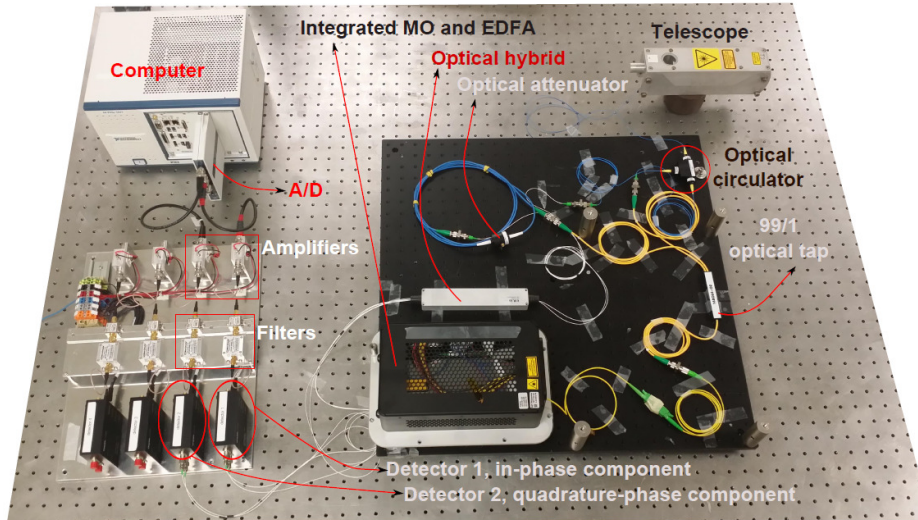 Integrated MO and EDFA
Telescope
Optical hybrid
Computer
Optical attenuator
Optical
circulator
A/D
99/1
optical tap
Amplifiers
Filters
Detector 1, in-phase component
Detector 2, quadrature-phase component